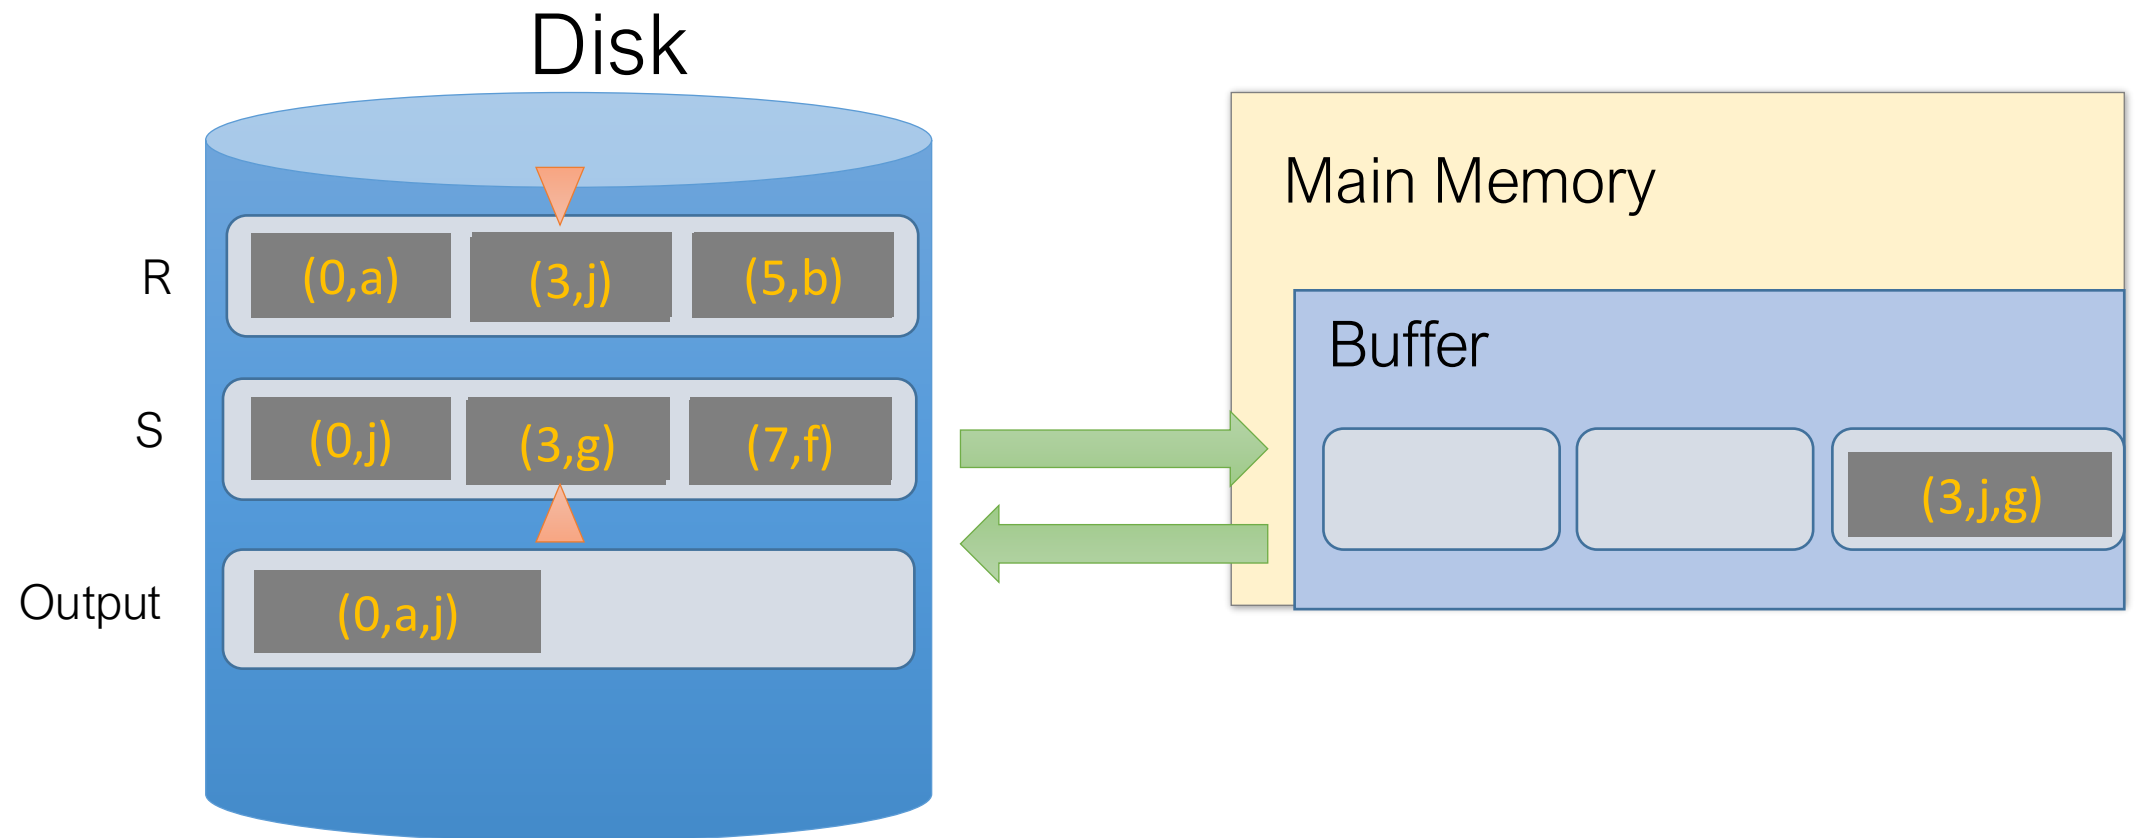 Disk
Main Memory
R
(0,a)
(3,j)
(5,b)
Buffer
S
(0,j)
(3,g)
(7,f)
(3,j,g)
Output
(0,a,j)